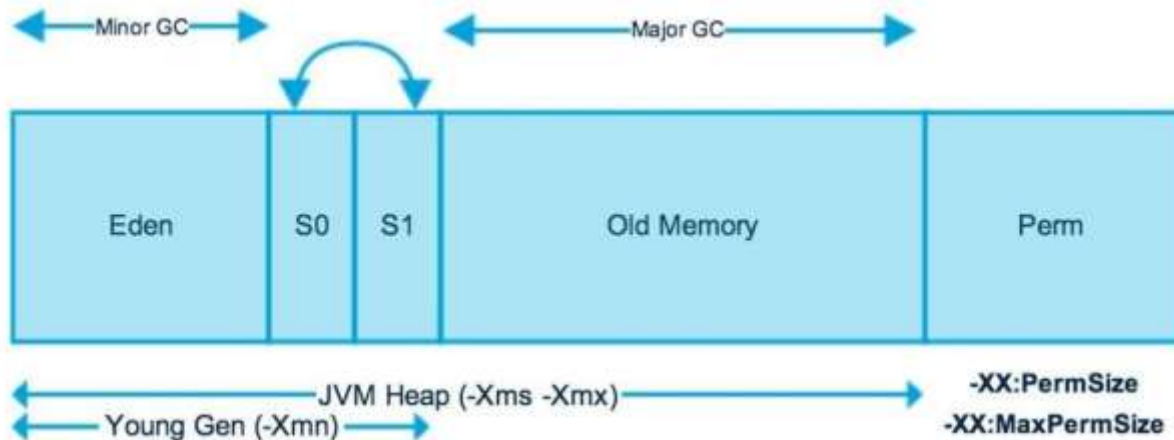 Minor GC
Major GC
Eden
S0
S1
Old Memory
Perm
JVM Heap (-Xms -Xmx)
-XX:PermSize
Young Gen (-Xmn)
-XX:MaxPermSize